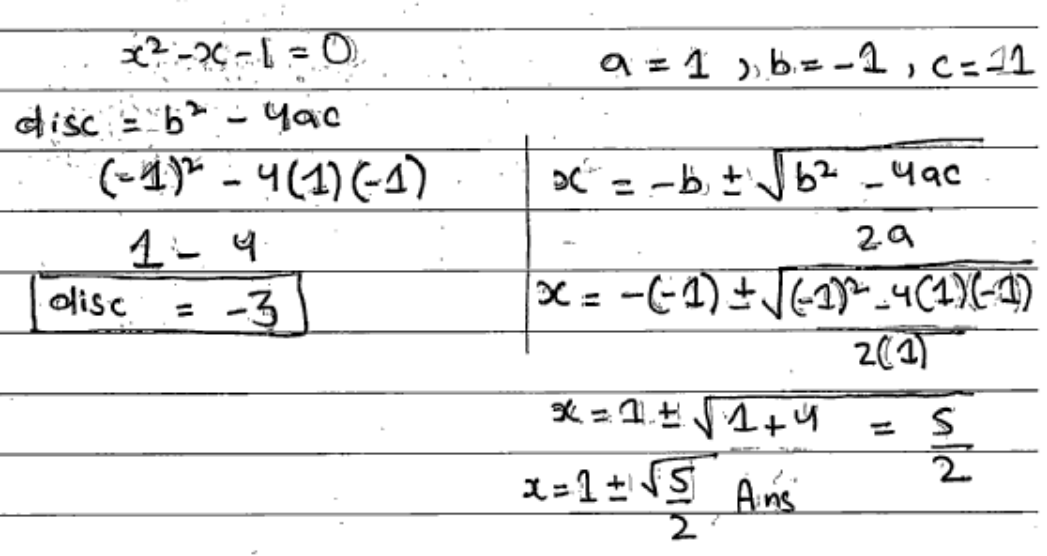 x² - x - 1 = 0
a = 1 , b = -1 , c = -1
disc = b² - 4ac
(-1)² - 4(1)(-1)
1 - 4
disc = -3
x = -b ± √b² - 4ac
2a
x = -(-1) ± √(-1)² - 4(1)(-1)
2(1)
x = 1 ± √1 + 4 = 5
2
x = 1 ± √5 Ans
2